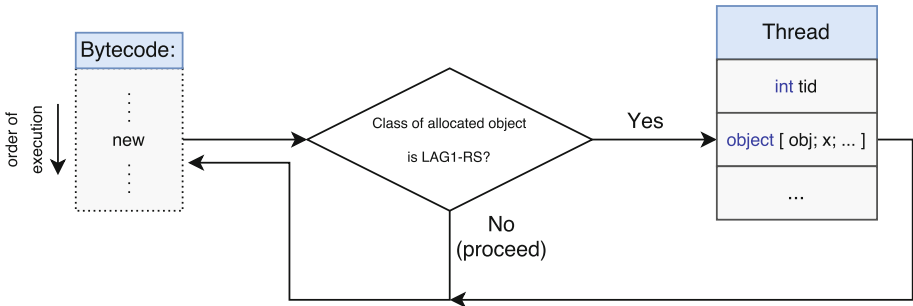 Bytecode:
order of
execution
new
Class of allocated object
is LAG1-RS?
Yes
No
(proceed)
Thread
int tid
object [ obj; x; ... ]
...